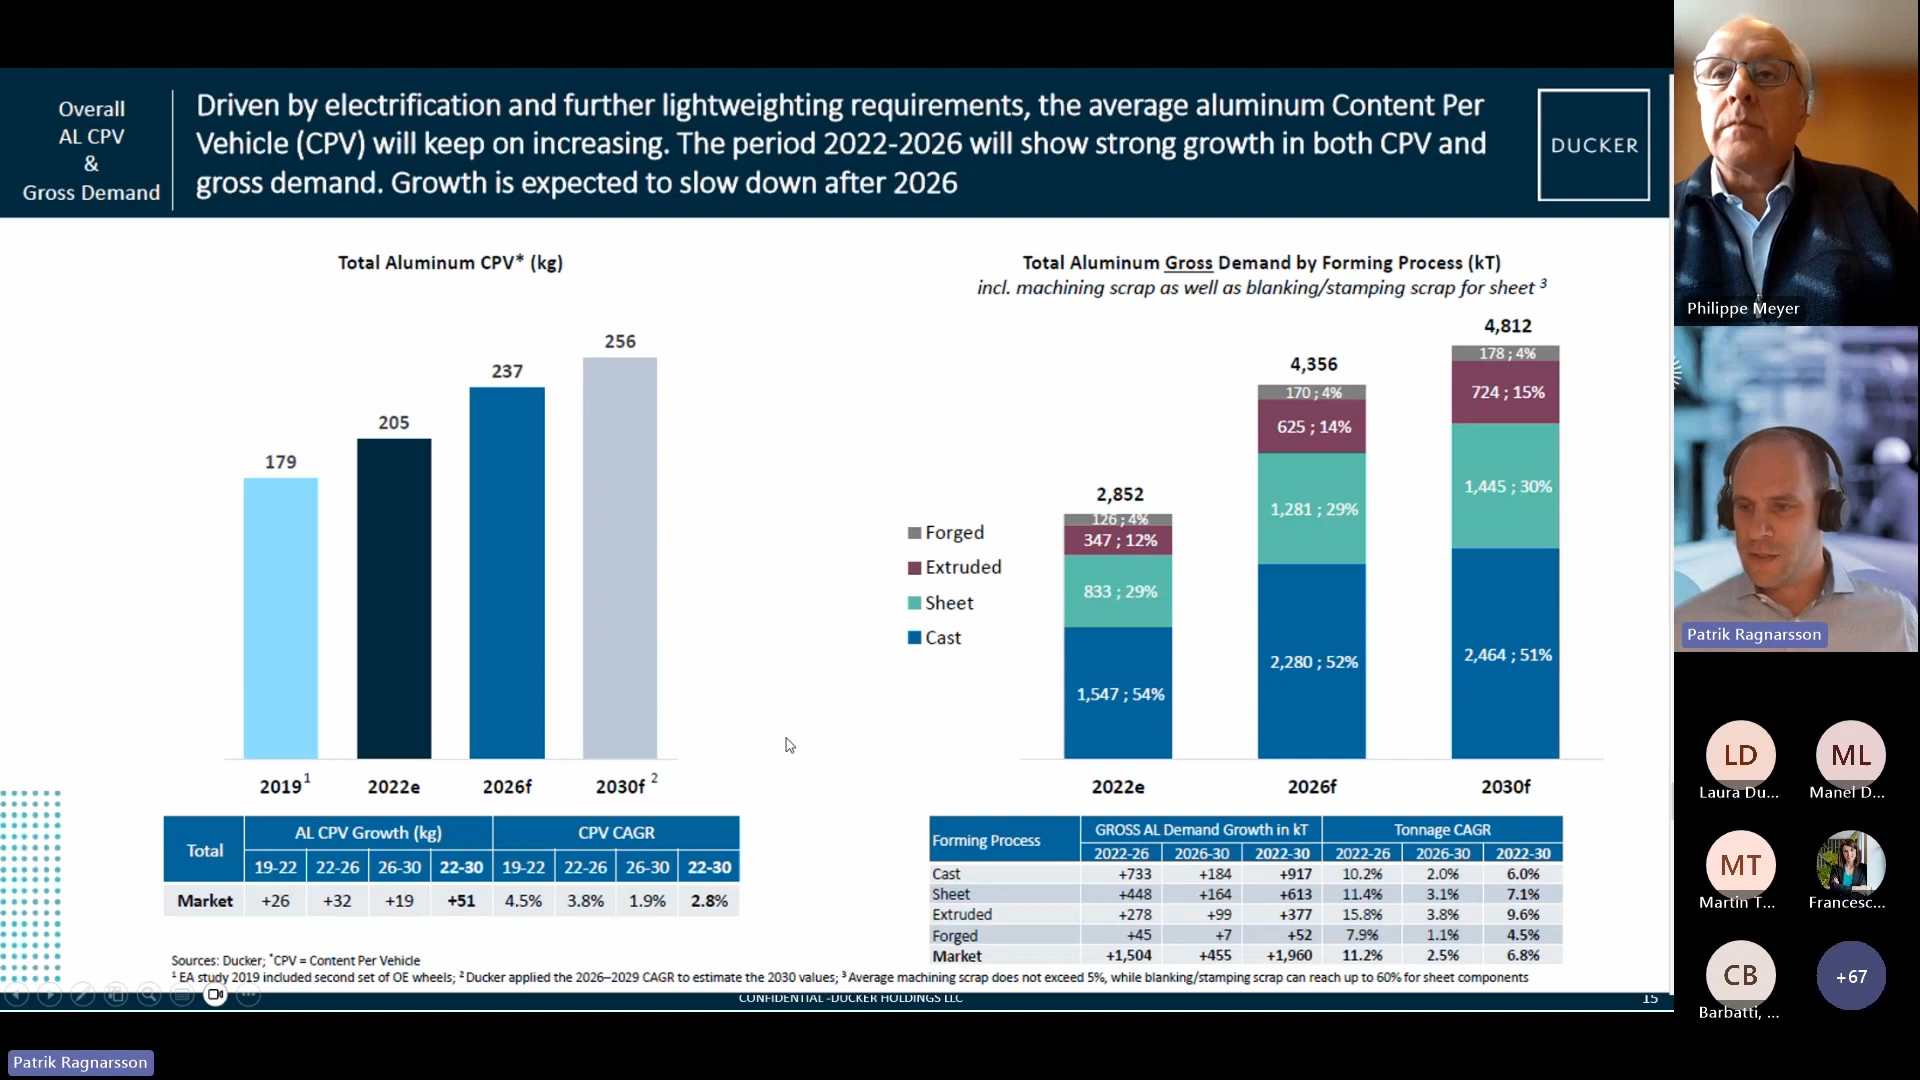 Overall
AL CPV
&
Gross Demand
Driven by electrification and further lightweighting requirements, the average aluminum Content Per
Vehicle (CPV) will keep on increasing. The period 2022-2026 will show strong growth in both CPV and
gross demand. Growth is expected to slow down after 2026
DUCKER
Total Aluminum CPV* (kg)
179
205
237
256
2019 1
2022e
2026f
2030f 2
Total AL CPV Growth (kg) CPV CAGR
19-22 22-26 26-30 22-30 19-22 22-26 26-30 22-30
Market +26 +32 +19 +51 4.5% 3.8% 1.9% 2.8%
Total Aluminum Gross Demand by Forming Process (kT)
incl. machining scrap as well as blanking/stamping scrap for sheet 3
Forged
Extruded
Sheet
Cast
2,852
126 ; 4%
347 ; 12%
833 ; 29%
1,547 ; 54%
2022e
4,356
170 ; 4%
625 ; 14%
1,281 ; 29%
2,280 ; 52%
2026f
4,812
178 ; 4%
724 ; 15%
1,445 ; 30%
2,464 ; 51%
2030f
Forming Process GROSS AL Demand Growth in kT Tonnage CAGR
2022-26 2026-30 2022-30 2022-26 2026-30 2022-30
Cast +733 +184 +917 10.2% 2.0% 6.0%
Sheet +448 +164 +613 11.4% 3.1% 7.1%
Extruded +278 +99 +377 15.8% 3.8% 9.6%
Forged +45 +7 +52 7.9% 1.1% 4.5%
Market +1,504 +455 +1,960 11.2% 2.5% 6.8%
Sources: Ducker; *CPV = Content Per Vehicle
1 EA study 2019 included second set of OE wheels; 2 Ducker applied the 2026–2029 CAGR to estimate the 2030 values; 3 Average machining scrap does not exceed 5%, while blanking/stamping scrap can reach up to 60% for sheet components
CONFIDENTIAL -DUCKER HOLDINGS LLC
15
Patrik Ragnarsson
Philippe Meyer
Patrik Ragnarsson
LD
Laura Du...
ML
Manel D...
MT
Martin T...
Francesc...
CB
Barbatti, ...
+67